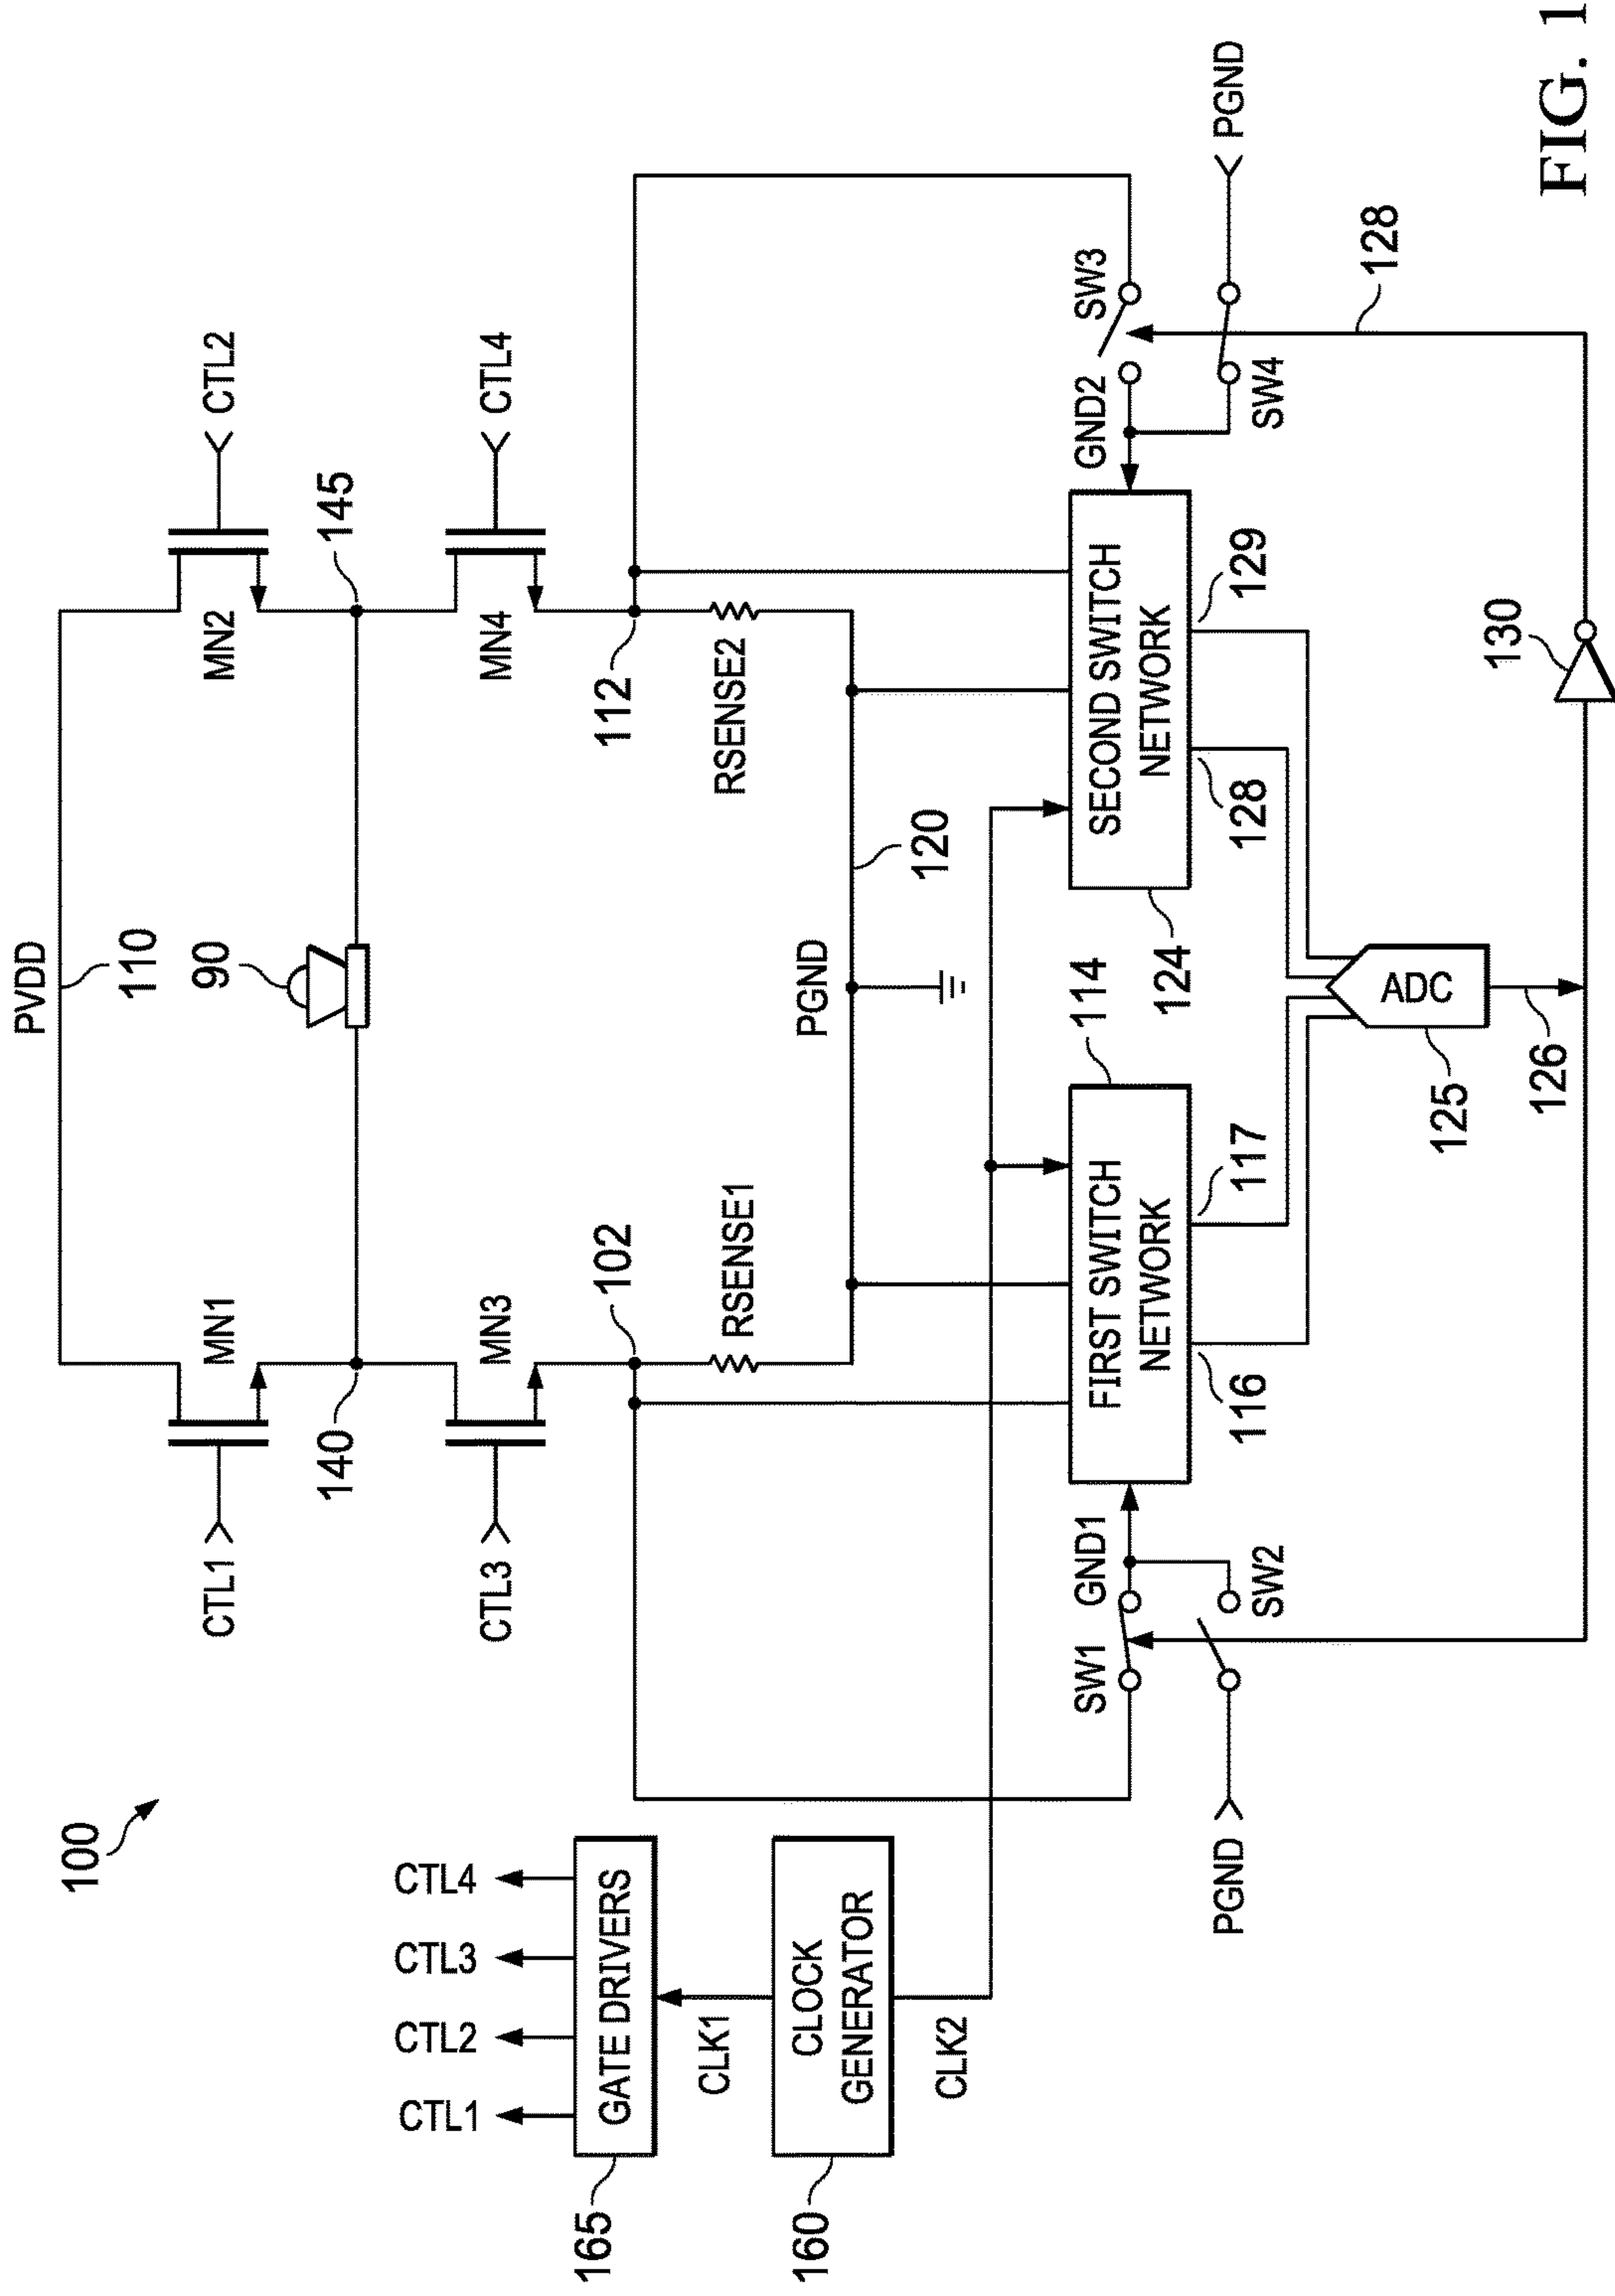 100
PVDD
110
CTL1
MN1
MN2
CTL2
90
140
145
CTL1
CTL2
CTL3
CTL4
CTL3
MN3
MN4
CTL4
165
GATE DRIVERS
102
112
CLK1
RSENSE1
RSENSE2
160
CLOCK
GENERATOR
PGND
120
CLK2
114
SW1
GND1
FIRST SWITCH
NETWORK
SECOND SWITCH
NETWORK
GND2
SW3
124
PGND
SW2
116
117
128
129
SW4
PGND
128
125
ADC
126
130
FIG. 1